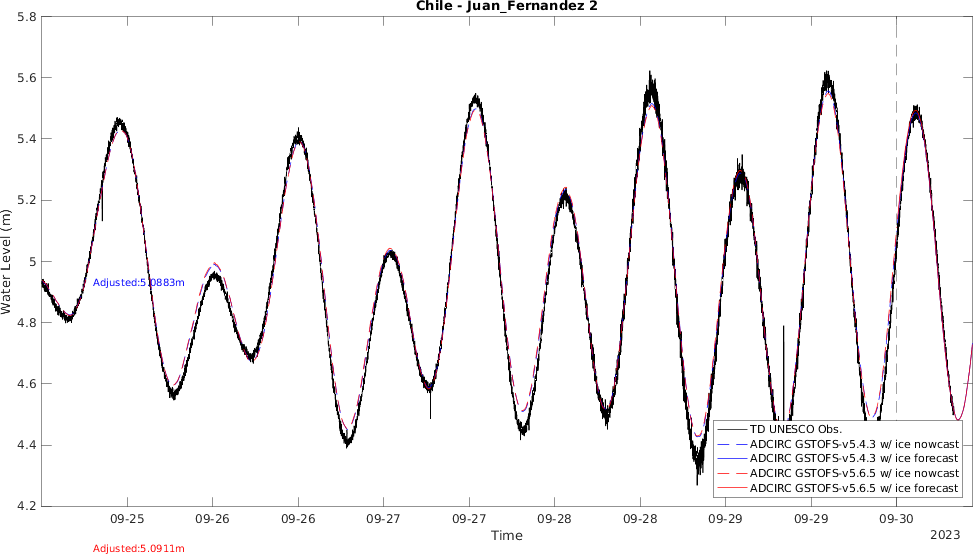 Chile - Juan_Fernandez 2
5.8
5.6
5.4
5.2
5
4.8
4.6
4.4
4.2
Water Level (m)
Adjusted:5.0883m
TD UNESCO Obs.
ADCIRC GSTOFS-v5.4.3 w/ ice nowcast
ADCIRC GSTOFS-v5.4.3 w/ ice forecast
ADCIRC GSTOFS-v5.6.5 w/ ice nowcast
ADCIRC GSTOFS-v5.6.5 w/ ice forecast
09-25 09-26 09-26 09-27 09-27 09-28 09-28 09-29 09-29 09-30
Time
2023
Adjusted:5.0911m